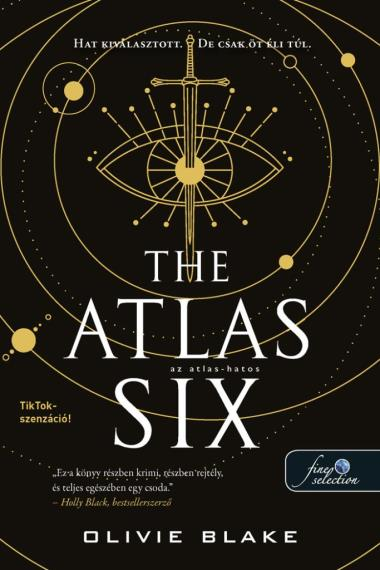 HAT KIVÁLASZTOTT. DE CSAK ÖT ÉLI TÚL.
THE
ATLAS
az atlas-hatos
SIX
TikTok-
szenzáció!
„Ez a könyv részben krimi, részben rejtély,
és teljes egészében egy csoda.”
– Holly Black, bestsellerszerző
fine
selection
OLIVIE BLAKE